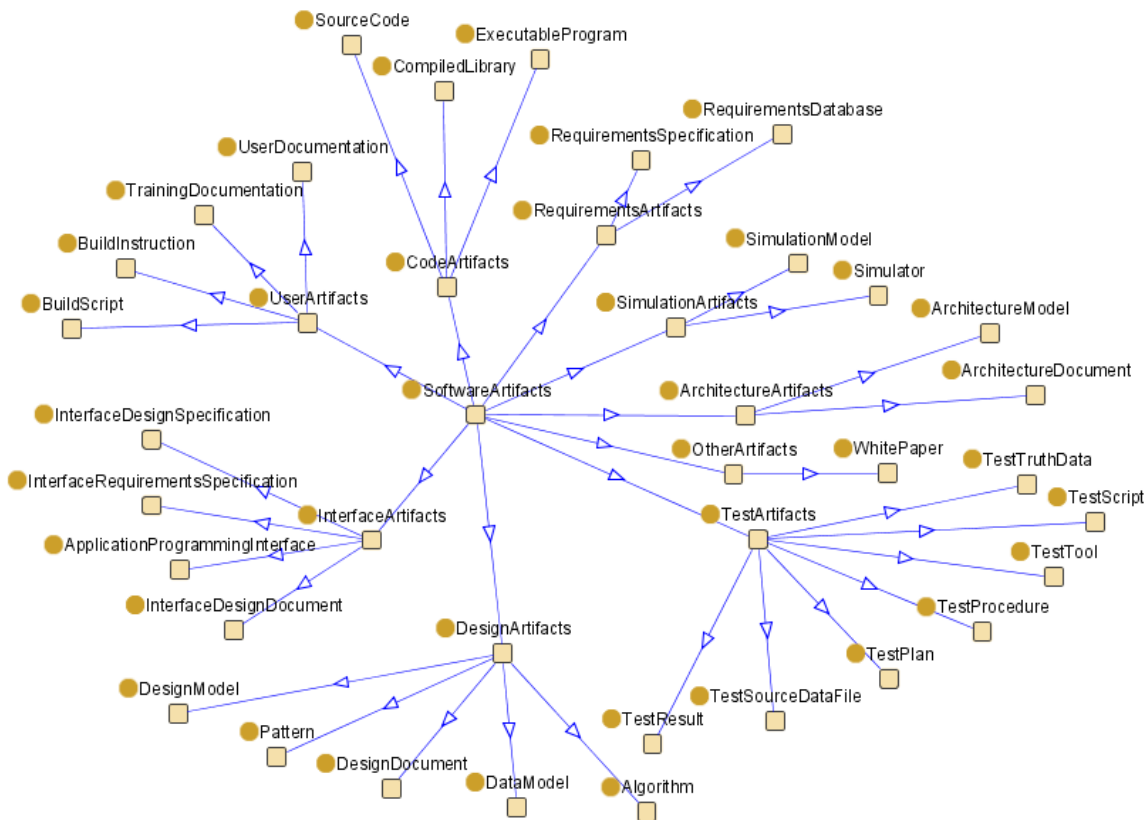 SourceCode
ExecutableProgram
CompiledLibrary
RequirementsDatabase
RequirementsSpecification
UserDocumentation
TrainingDocumentation
RequirementsArtifacts
SimulationModel
BuildInstruction
CodeArtifacts
Simulator
UserArtifacts
BuildScript
SimulationArtifacts
ArchitectureModel
ArchitectureDocument
SoftwareArtifacts
ArchitectureArtifacts
InterfaceDesignSpecification
OtherArtifacts
WhitePaper
TestTruthData
InterfaceRequirementsSpecification
TestScript
InterfaceArtifacts
TestArtifacts
ApplicationProgrammingInterface
TestTool
InterfaceDesignDocument
TestProcedure
DesignArtifacts
TestPlan
DesignModel
TestSourceDataFile
TestResult
Pattern
DesignDocument
DataModel
Algorithm